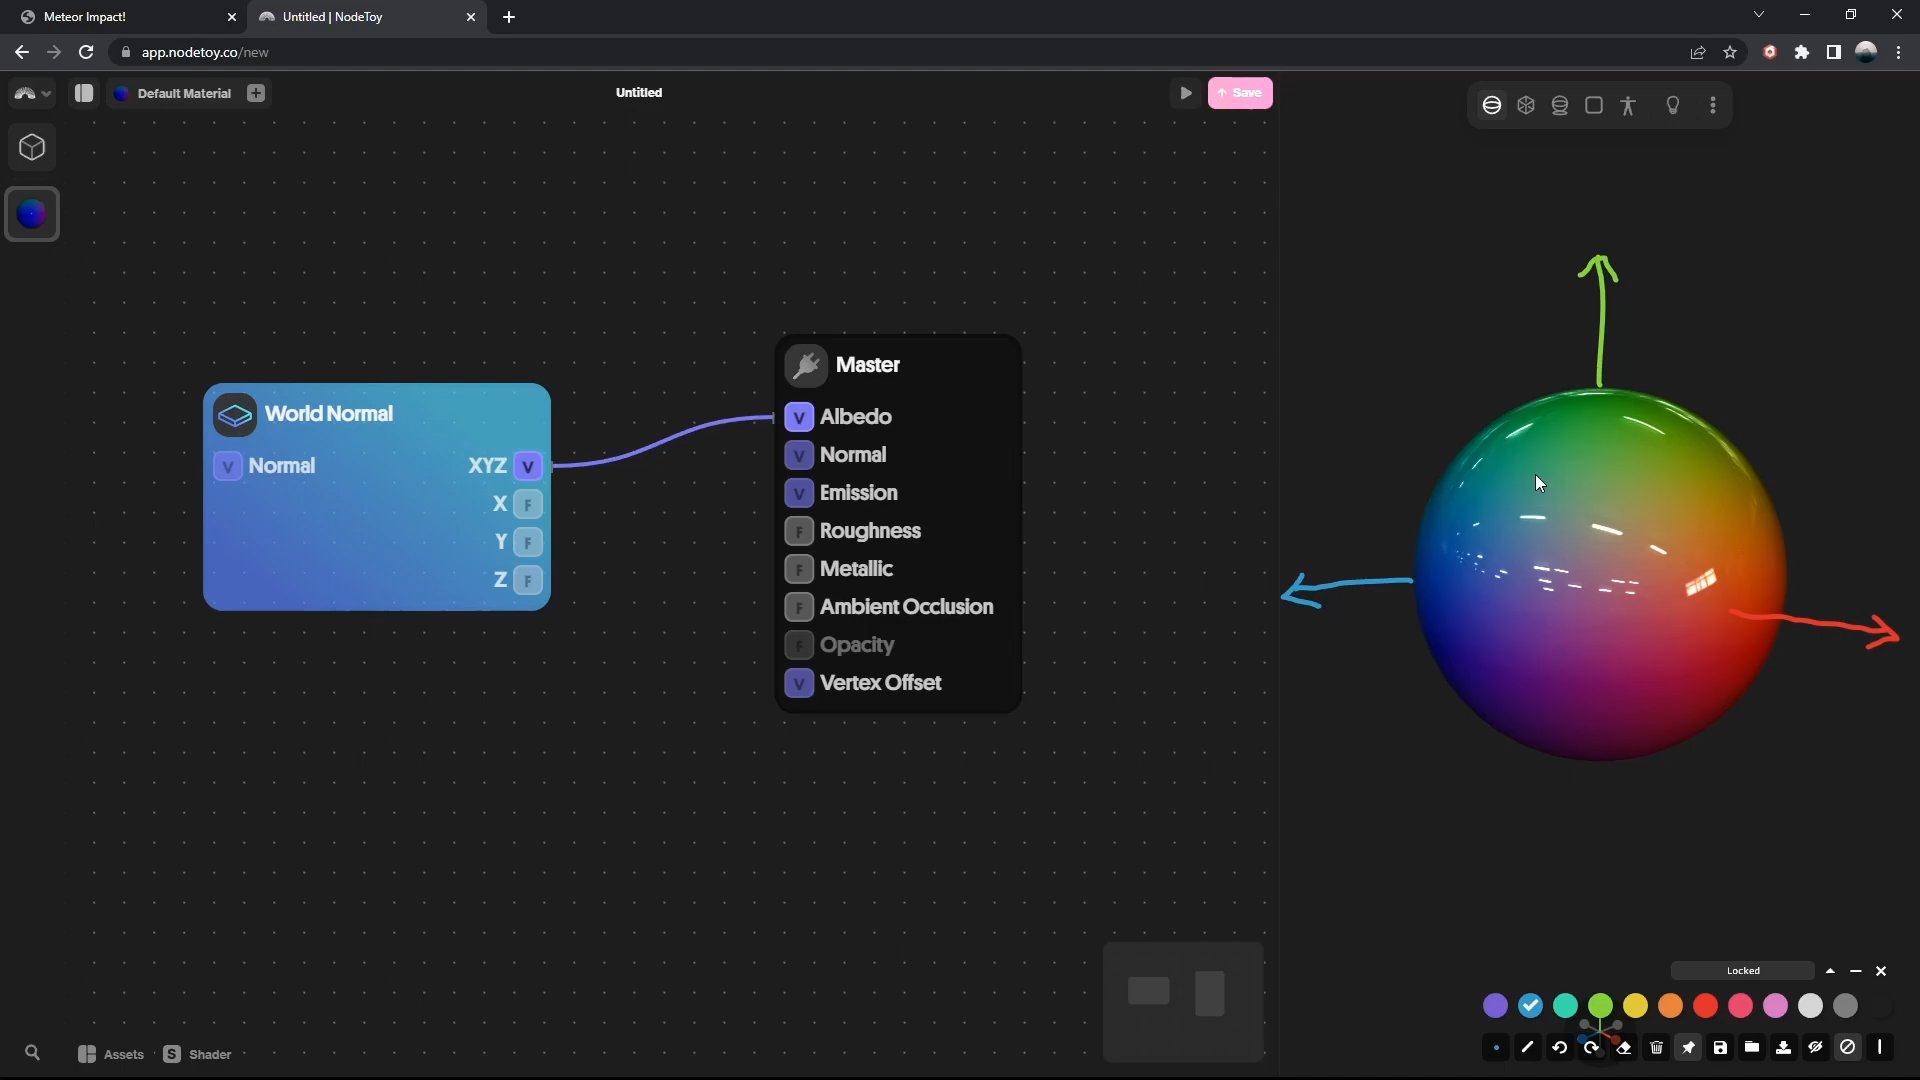 Meteor Impact!
Untitled | NodeToy
app.nodetoy.co/new
Default Material
Untitled
Save
World Normal
V Normal
XYZ V
X F
Y F
Z F
Master
V Albedo
V Normal
V Emission
F Roughness
F Metallic
F Ambient Occlusion
F Opacity
V Vertex Offset
Locked
Assets
S Shader